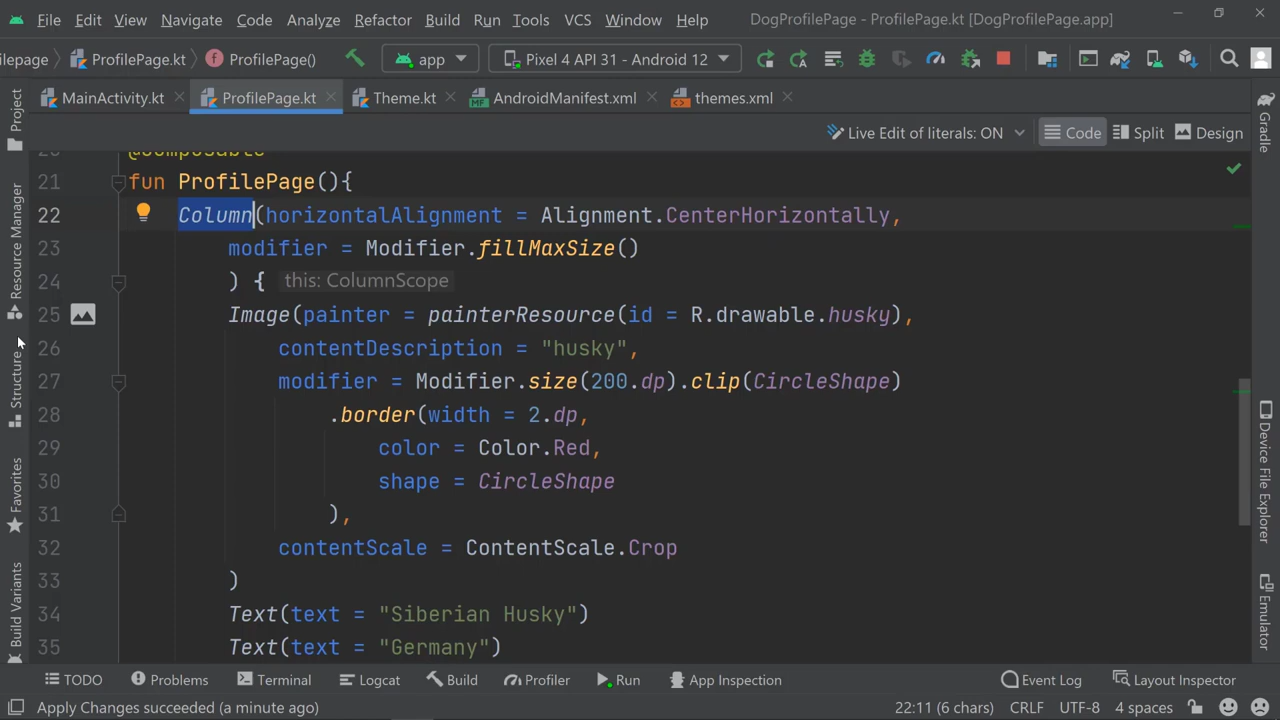 File Edit View Navigate Code Analyze Refactor Build Run Tools VCS Window Help DogProfilePage - ProfilePage.kt [DogProfilePage.app]
filepage ProfilePage.kt ProfilePage() app Pixel 4 API 31 - Android 12
MainActivity.kt ProfilePage.kt Theme.kt AndroidManifest.xml themes.xml
Live Edit of literals: ON Code Split Design
Project
Resource Manager
Structure
Favorites
Build Variants
@Composable
21 fun ProfilePage(){
22 Column(horizontalAlignment = Alignment.CenterHorizontally,
23 modifier = Modifier.fillMaxSize()
24 ) { this: ColumnScope
25 Image(painter = painterResource(id = R.drawable.husky),
26 contentDescription = "husky",
27 modifier = Modifier.size(200.dp).clip(CircleShape)
28 .border(width = 2.dp,
29 color = Color.Red,
30 shape = CircleShape
31 ),
32 contentScale = ContentScale.Crop
33 )
34 Text(text = "Siberian Husky")
35 Text(text = "Germany")
Gradle
Device File Explorer
Emulator
TODO Problems Terminal Logcat Build Profiler Run App Inspection Event Log Layout Inspector
Apply Changes succeeded (a minute ago) 22:11 (6 chars) CRLF UTF-8 4 spaces